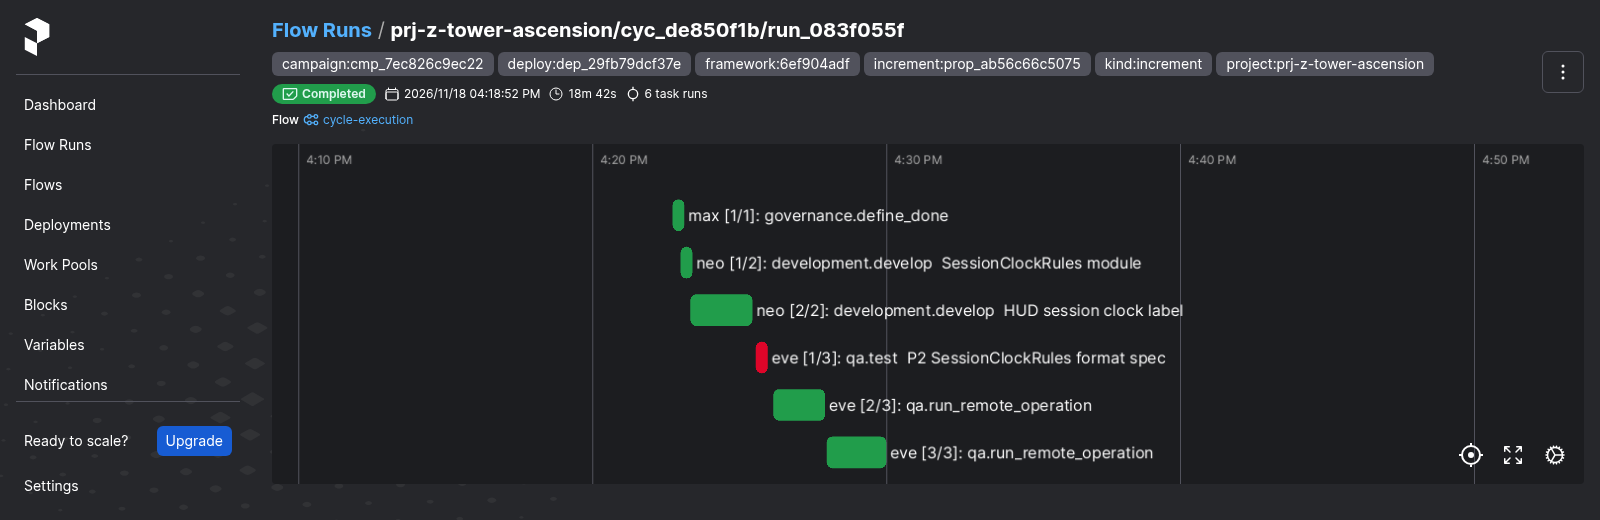 Flow Runs / prj-z-tower-ascension/cyc_de850f1b/run_083f055f
campaign:cmp_7ec826c9ec22 deploy:dep_29fb79dcf37e framework:6ef904adf increment:prop_ab56c66c5075 kind:increment project:prj-z-tower-ascension
Completed 2026/11/18 04:18:52 PM 18m 42s 6 task runs
Flow cycle-execution
Dashboard
Flow Runs
Flows
Deployments
Work Pools
Blocks
Variables
Notifications
Ready to scale? Upgrade
Settings
4:10 PM 4:20 PM 4:30 PM 4:40 PM 4:50 PM
max [1/1]: governance.define_done
neo [1/2]: development.develop SessionClockRules module
neo [2/2]: development.develop HUD session clock label
eve [1/3]: qa.test P2 SessionClockRules format spec
eve [2/3]: qa.run_remote_operation
eve [3/3]: qa.run_remote_operation